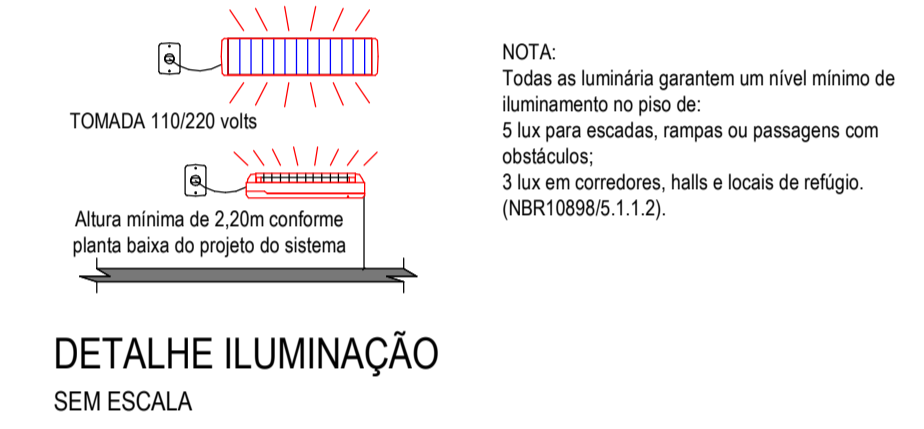 TOMADA 110/220 volts
Altura mínima de 2,20m conforme
planta baixa do projeto do sistema
NOTA:
Todas as luminária garantem um nível mínimo de
iluminamento no piso de:
5 lux para escadas, rampas ou passagens com
obstáculos;
3 lux em corredores, halls e locais de refúgio.
(NBR10898/5.1.1.2).
DETALHE ILUMINAÇÃO
SEM ESCALA